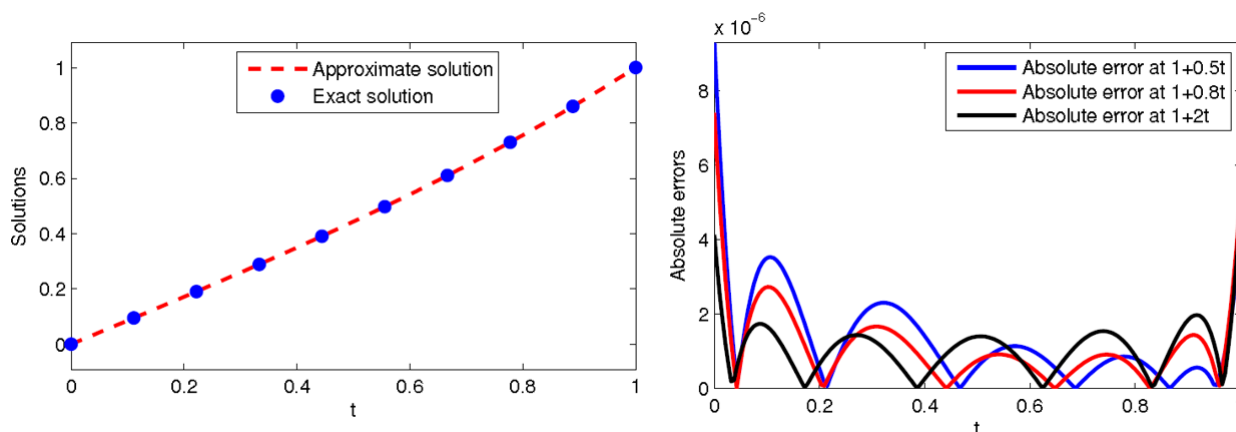 Approximate solution
Exact solution
Solutions
1
0.8
0.6
0.4
0.2
0
0
0.2
0.4
0.6
0.8
1
t
x 10⁻⁶
Absolute error at 1+0.5t
Absolute error at 1+0.8t
Absolute error at 1+2t
Absolute errors
8
6
4
2
0
0
0.2
0.4
0.6
0.8
t